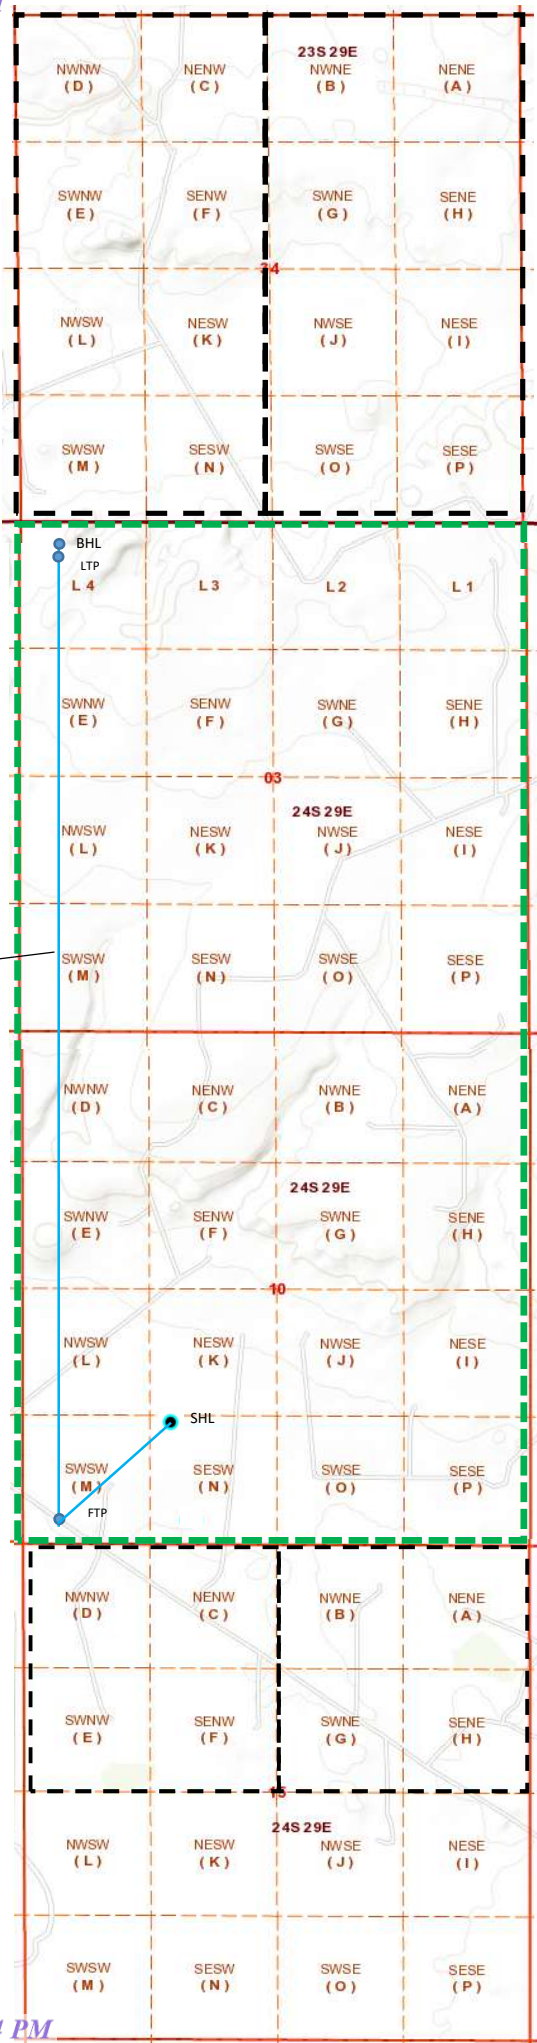 23S 29E
NWNW NENW NWNE NENE
(D) (C) (B) (A)
SWNW SENW SWNE SENE
(E) (F) (G) (H)
34
NWSW NESW NWSE NESE
(L) (K) (J) (I)
SWSW SESW SWSE SESE
(M) (N) (O) (P)
BHL
LTP
L 4 L 3 L 2 L 1
SWNW SENW SWNE SENE
(E) (F) (G) (H)
03
24S 29E
NWSW NESW NWSE NESE
(L) (K) (J) (I)
SWSW SESW SWSE SESE
(M) (N) (O) (P)
NWNW NENW NWNE NENE
(D) (C) (B) (A)
24S 29E
SWNW SENW SWNE SENE
(E) (F) (G) (H)
10
NWSW NESW NWSE NESE
(L) (K) (J) (I)
SHL
SWSW SESW SWSE SESE
(M) (N) (O) (P)
FTP
NWNW NENW NWNE NENE
(D) (C) (B) (A)
SWNW SENW SWNE SENE
(E) (F) (G) (H)
15
24S 29E
NWSW NESW NWSE NESE
(L) (K) (J) (I)
SWSW SESW SWSE SESE
(M) (N) (O) (P)
PM